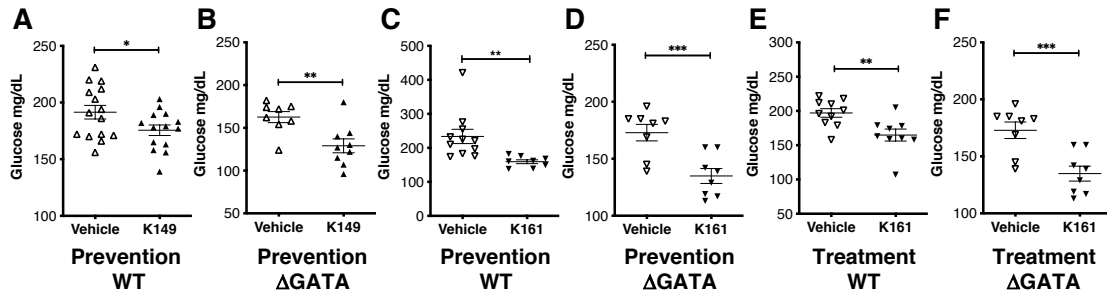 A
*
Glucose mg/dL
250
200
150
100
Vehicle K149
Prevention
WT
B
**
Glucose mg/dL
250
200
150
100
50
Vehicle K149
Prevention
ΔGATA
C
**
Glucose mg/dL
500
400
300
200
100
0
Vehicle K161
Prevention
WT
D
***
Glucose mg/dL
250
200
150
100
Vehicle K161
Prevention
ΔGATA
E
**
Glucose mg/dL
300
250
200
150
100
50
Vehicle K161
Treatment
WT
F
***
Glucose mg/dL
250
200
150
100
Vehicle K161
Treatment
ΔGATA